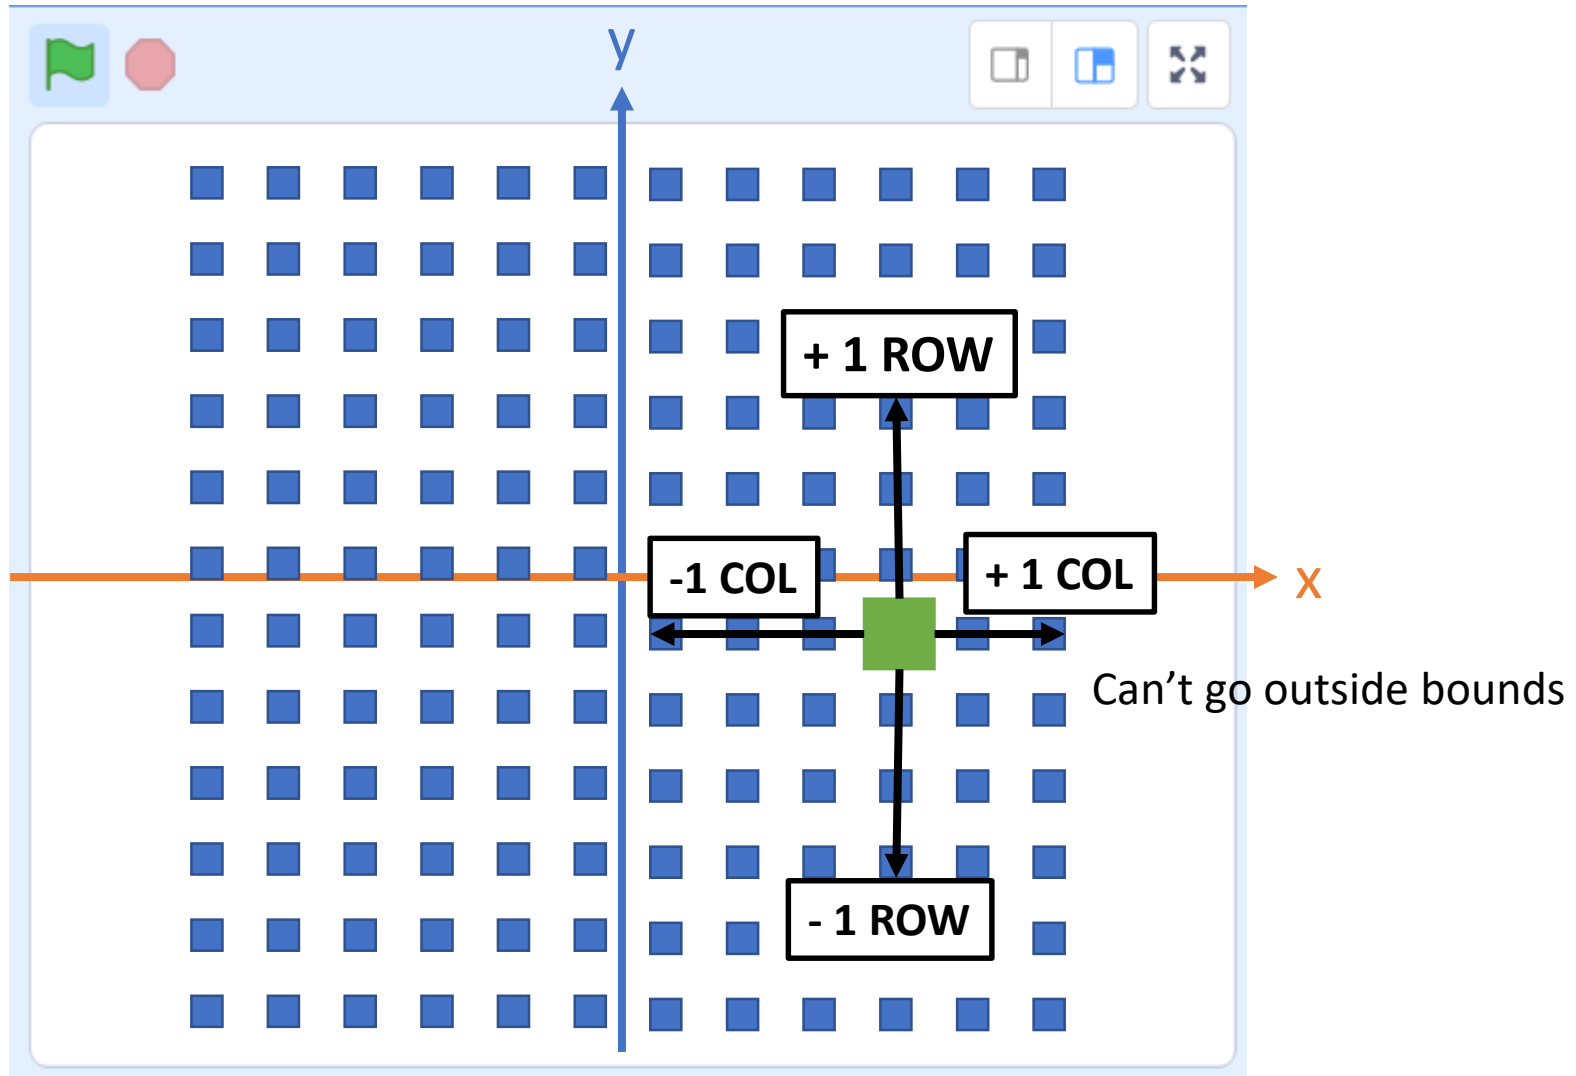 y
+ 1 ROW
-1 COL
+ 1 COL
x
Can’t go outside bounds
- 1 ROW